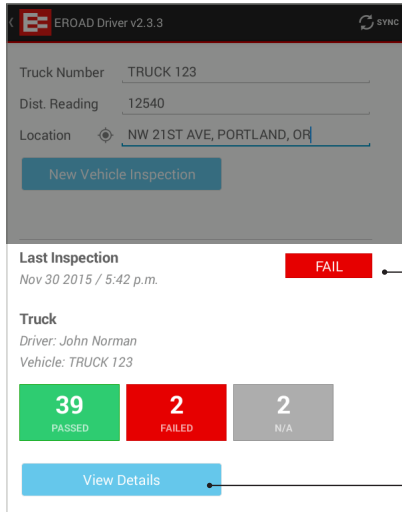 EROAD Driver v2.3.3 SYNC
Truck Number TRUCK 123
Dist. Reading 12540
Location NW 21ST AVE, PORTLAND, OR
New Vehicle Inspection
Last Inspection FAIL
Nov 30 2015 / 5:42 p.m.
Truck
Driver: John Norman
Vehicle: TRUCK 123
39 2 2
PASSED FAILED N/A
View Details